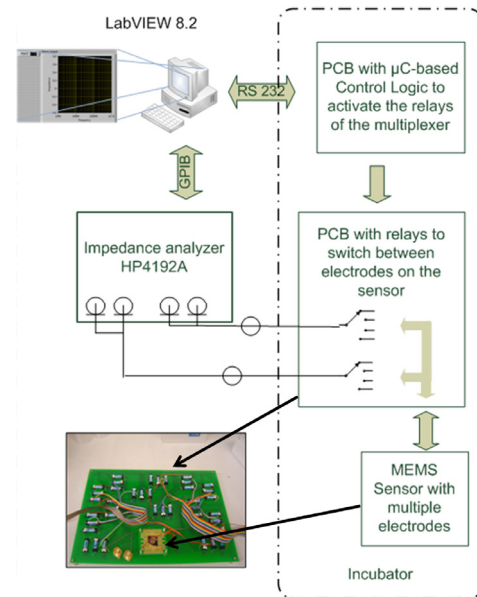 LabVIEW 8.2
RS 232
PCB with µC-based
Control Logic to
activate the relays
of the multiplexer
GPIB
Impedance analyzer
HP4192A
PCB with relays to
switch between
electrodes on the
sensor
MEMS
Sensor with
multiple
electrodes
Incubator